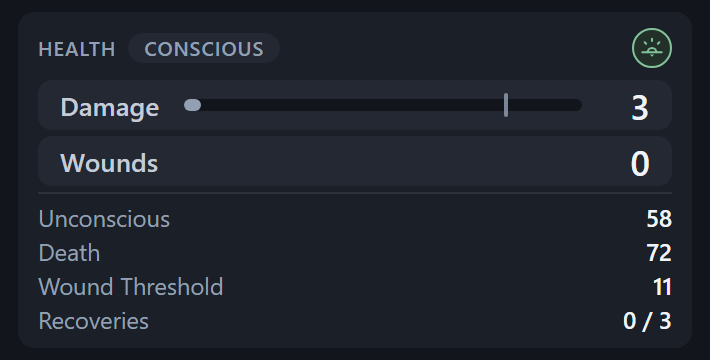 HEALTH CONSCIOUS
Damage 3
Wounds 0
Unconscious 58
Death 72
Wound Threshold 11
Recoveries 0 / 3